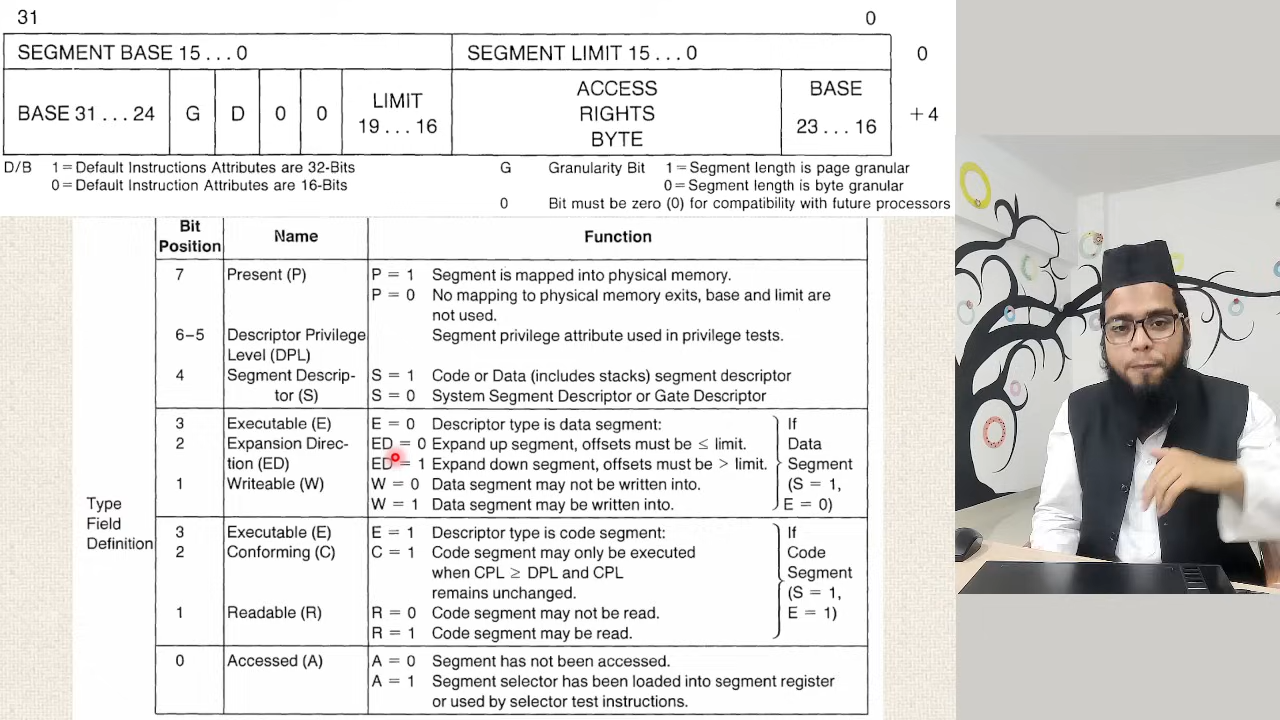 31 0
SEGMENT BASE 15 . . . 0 SEGMENT LIMIT 15 . . . 0 0
BASE 31 . . . 24 G D 0 0 LIMIT 19 . . . 16 ACCESS RIGHTS BYTE BASE 23 . . . 16 +4
D/B 1 = Default Instructions Attributes are 32-Bits
0 = Default Instruction Attributes are 16-Bits
G Granularity Bit 1 = Segment length is page granular
0 = Segment length is byte granular
0 Bit must be zero (0) for compatibility with future processors
Bit Position Name Function
7 Present (P) P = 1 Segment is mapped into physical memory.
P = 0 No mapping to physical memory exits, base and limit are
not used.
6–5 Descriptor Privilege Segment privilege attribute used in privilege tests.
Level (DPL)
4 Segment Descrip- S = 1 Code or Data (includes stacks) segment descriptor
tor (S) S = 0 System Segment Descriptor or Gate Descriptor
3 Executable (E) E = 0 Descriptor type is data segment: If
2 Expansion Direc- ED = 0 Expand up segment, offsets must be ≤ limit. Data
tion (ED) ED = 1 Expand down segment, offsets must be > limit. Segment
1 Writeable (W) W = 0 Data segment may not be written into. (S = 1,
W = 1 Data segment may be written into. E = 0)
Type
Field
Definition
3 Executable (E) E = 1 Descriptor type is code segment: If
2 Conforming (C) C = 1 Code segment may only be executed Code
when CPL ≥ DPL and CPL Segment
remains unchanged. (S = 1,
1 Readable (R) R = 0 Code segment may not be read. E = 1)
R = 1 Code segment may be read.
0 Accessed (A) A = 0 Segment has not been accessed.
A = 1 Segment selector has been loaded into segment register
or used by selector test instructions.